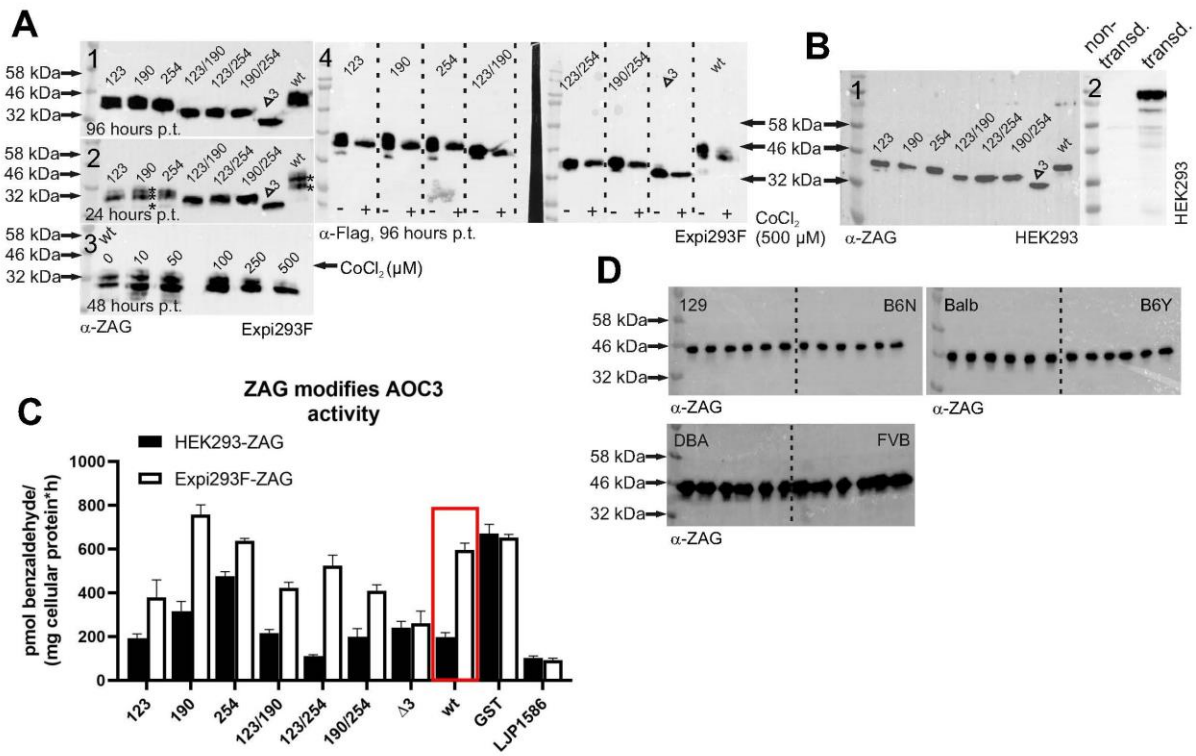 A
1
58 kDa
46 kDa
32 kDa
123 190 254 123/190 123/254 190/254 Δ3 wt
96 hours p.t.
2
58 kDa
46 kDa
32 kDa
123 190 254 123/190 123/254 190/254 Δ3 wt
* * * * *
24 hours p.t.
3
58 kDa
46 kDa
32 kDa
wt
0 10 50 100 250 500
CoCl2 (μM)
48 hours p.t.
α-ZAG Expi293F
4
123 190 254 123/190
- + - + - + - +
α-Flag, 96 hours p.t.
123/254 190/254 Δ3 wt
58 kDa
46 kDa
32 kDa
- + - + - + - +
Expi293F
CoCl2
(500 μM)
B
1
123 190 254 123/190 123/254 190/254 Δ3 wt
α-ZAG HEK293
non-
transd.
transd.
2
HEK293
C
ZAG modifies AOC3
activity
HEK293-ZAG
Expi293F-ZAG
pmol benzaldehyde/
(mg cellular protein*h)
1000
800
600
400
200
0
123 190 254 123/190 123/254 190/254 Δ3 wt GST LJP1586
D
129 B6N
58 kDa
46 kDa
32 kDa
α-ZAG
Balb B6Y
α-ZAG
DBA FVB
58 kDa
46 kDa
32 kDa
α-ZAG